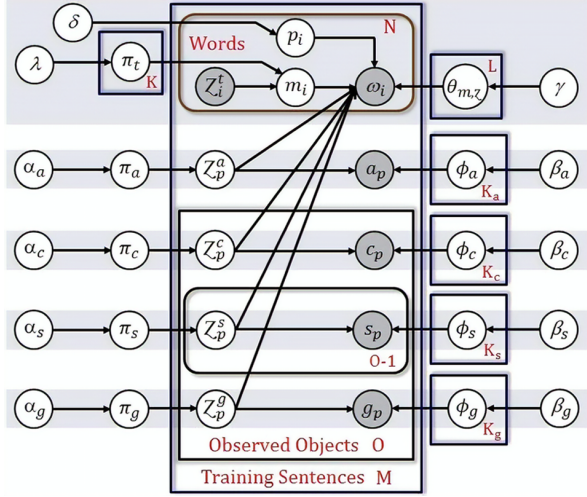 δ
λ π_t K Words p_i N
Z_i^t m_i ω_i θ_{m,z} L γ
α_a π_a Z_p^a a_p ϕ_a K_a β_a
α_c π_c Z_p^c c_p ϕ_c K_c β_c
α_s π_s Z_p^s s_p ϕ_s K_s β_s
O-1
α_g π_g Z_p^g g_p ϕ_g K_g β_g
Observed Objects O
Training Sentences M